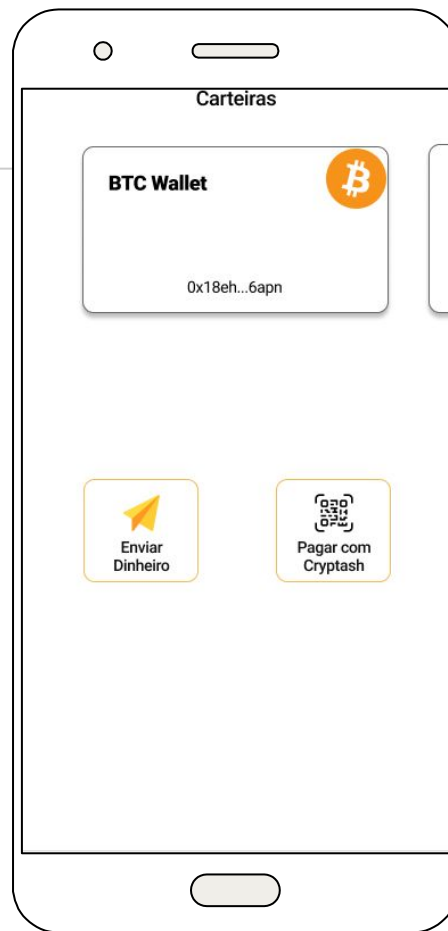 Carteiras
BTC Wallet
0x18eh...6apn
Enviar
Dinheiro
Pagar com
Cryptash